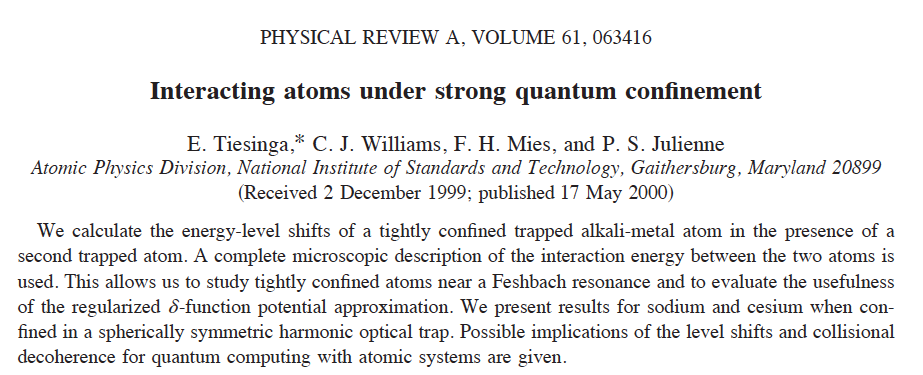 PHYSICAL REVIEW A, VOLUME 61, 063416
Interacting atoms under strong quantum confinement
E. Tiesinga,* C. J. Williams, F. H. Mies, and P. S. Julienne
Atomic Physics Division, National Institute of Standards and Technology, Gaithersburg, Maryland 20899
(Received 2 December 1999; published 17 May 2000)
We calculate the energy-level shifts of a tightly confined trapped alkali-metal atom in the presence of a
second trapped atom. A complete microscopic description of the interaction energy between the two atoms is
used. This allows us to study tightly confined atoms near a Feshbach resonance and to evaluate the usefulness
of the regularized δ-function potential approximation. We present results for sodium and cesium when con-
fined in a spherically symmetric harmonic optical trap. Possible implications of the level shifts and collisional
decoherence for quantum computing with atomic systems are given.